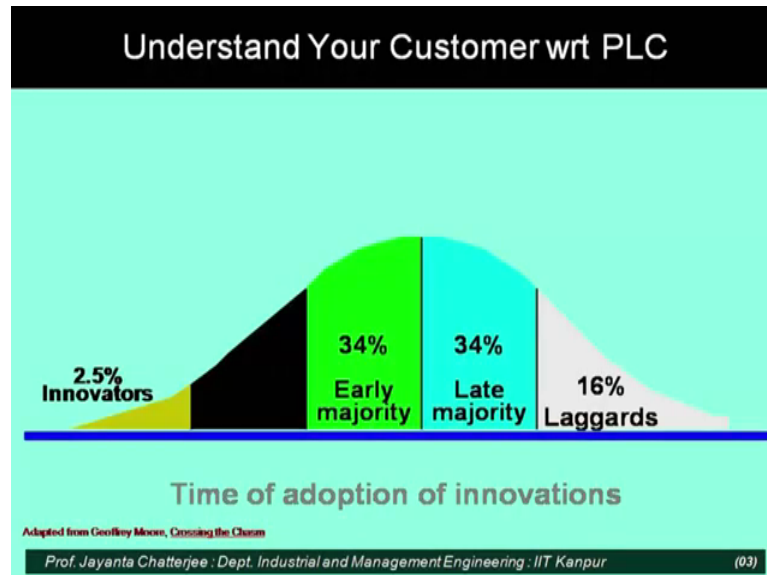 Understand Your Customer wrt PLC
2.5%
Innovators
34%
Early
majority
34%
Late
majority
16%
Laggards
Time of adoption of innovations
Adapted from Geoffrey Moore, Crossing the Chasm
Prof. Jayanta Chatterjee : Dept. Industrial and Management Engineering : IIT Kanpur (03)